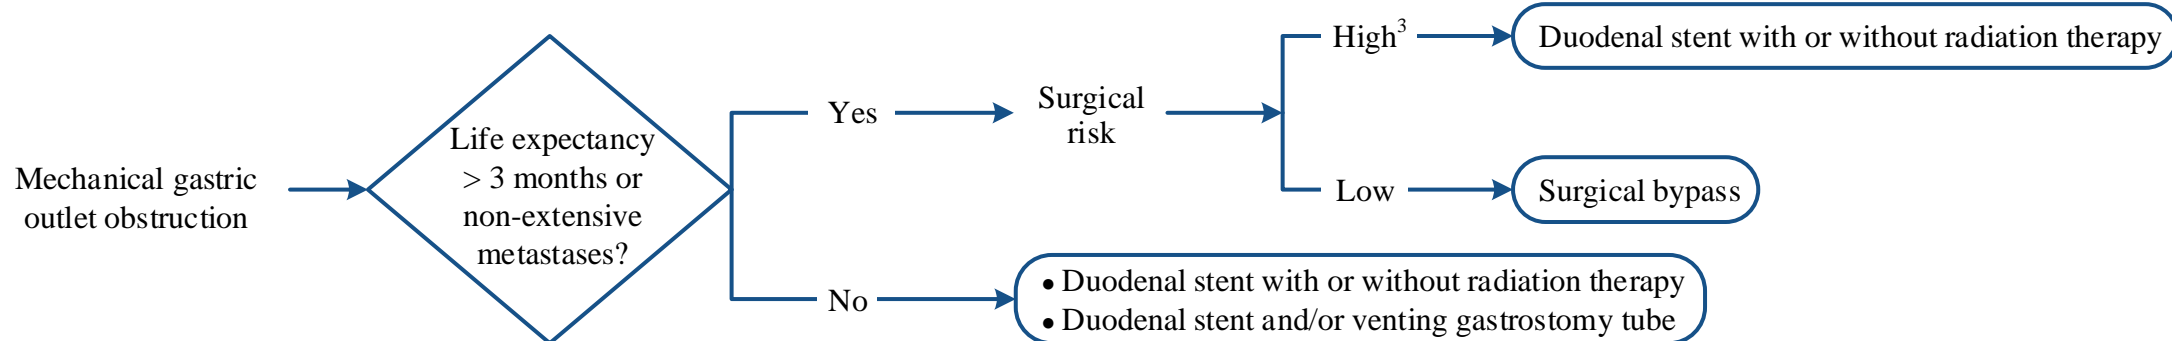 Mechanical gastric
outlet obstruction
Life expectancy
> 3 months or
non-extensive
metastases?
Yes
Surgical
risk
High³
Duodenal stent with or without radiation therapy
Low
Surgical bypass
No
• Duodenal stent with or without radiation therapy
• Duodenal stent and/or venting gastrostomy tube